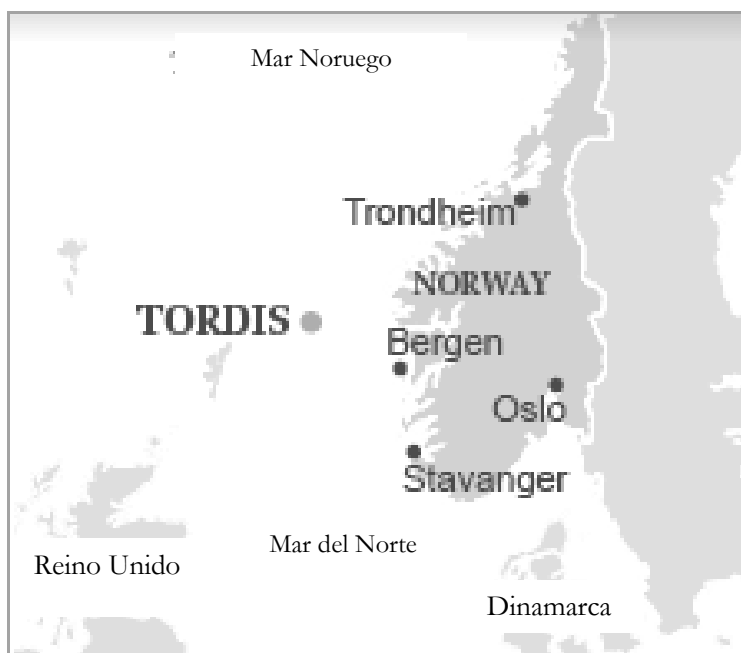 Mar Noruego
Trondheim
NORWAY
TORDIS
Bergen
Oslo
Stavanger
Mar del Norte
Reino Unido
Dinamarca